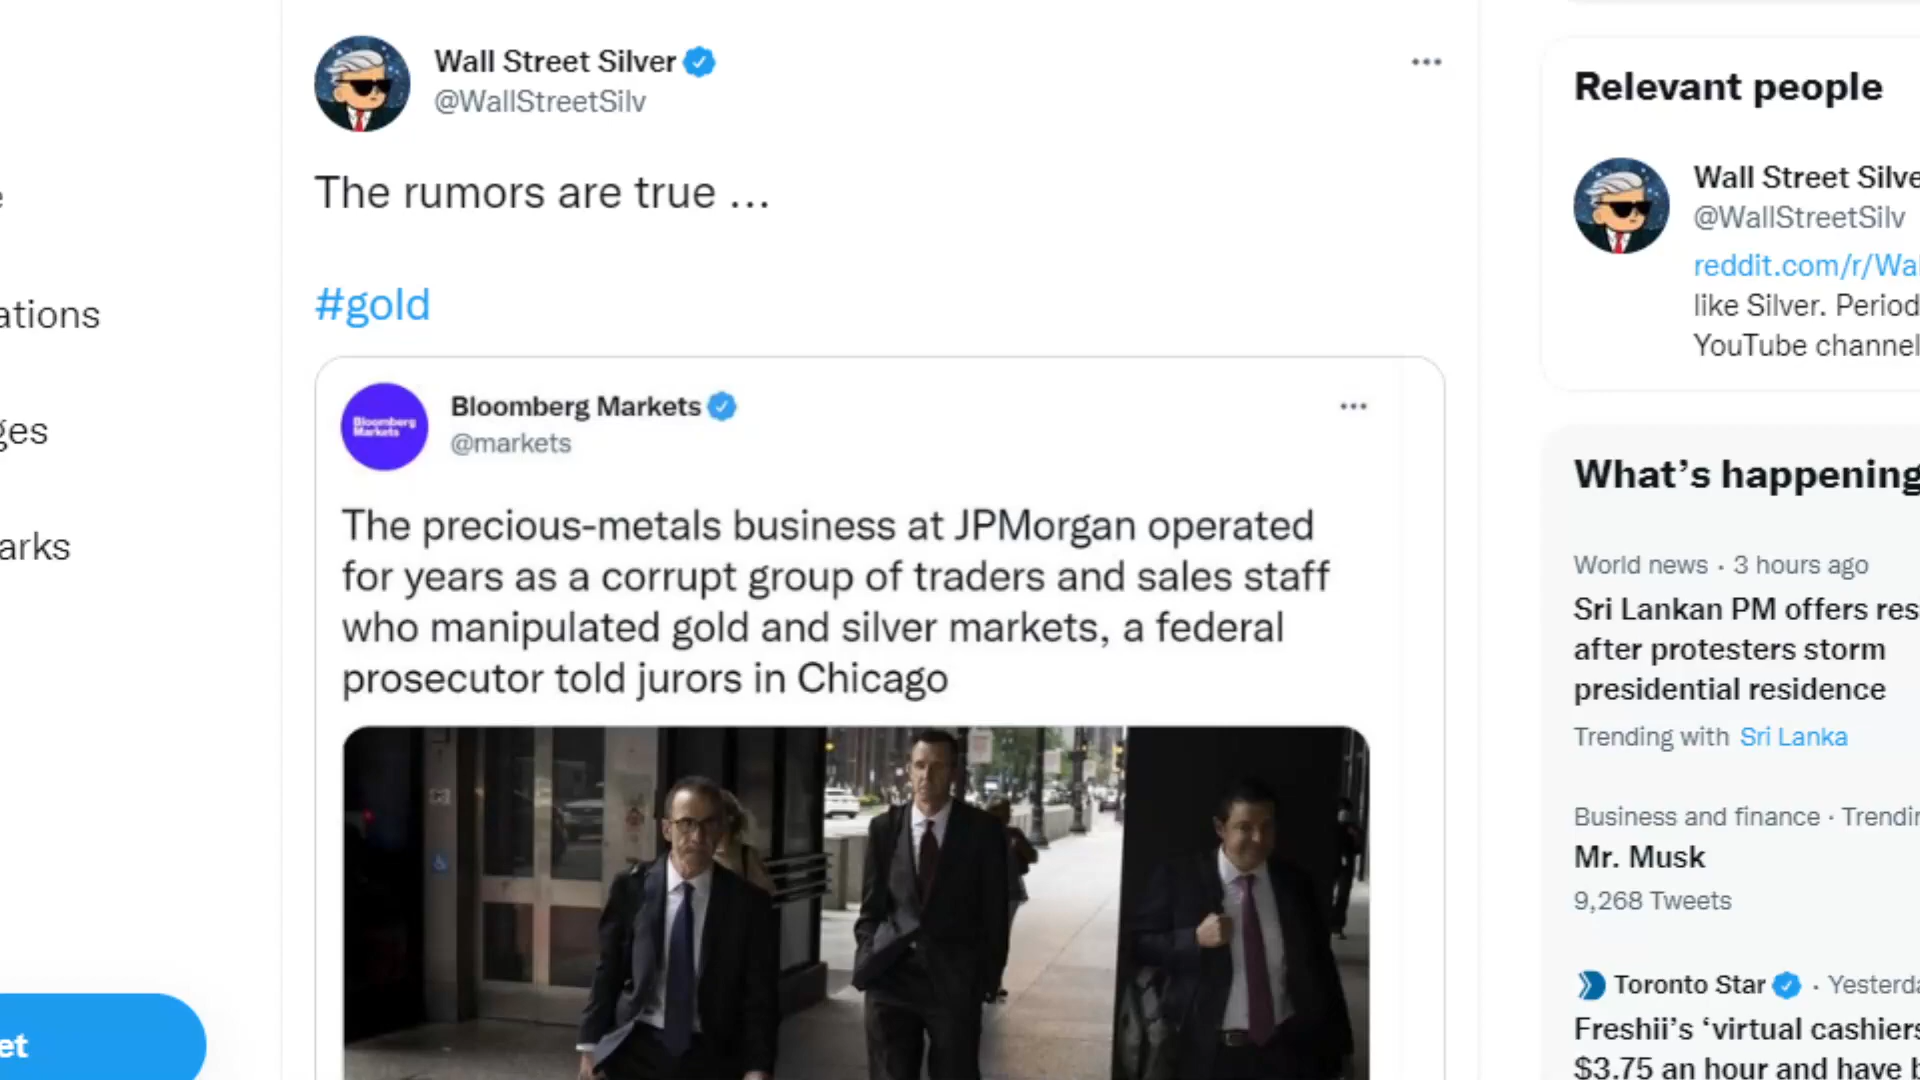 Wall Street Silver
@WallStreetSilv
The rumors are true ...
#gold
Bloomberg Markets
Bloomberg Markets
@markets
The precious-metals business at JPMorgan operated
for years as a corrupt group of traders and sales staff
who manipulated gold and silver markets, a federal
prosecutor told jurors in Chicago
e
ations
ges
arks
et
Relevant people
Wall Street Silve
@WallStreetSilv
reddit.com/r/Wal
like Silver. Period
YouTube channel
What's happening
World news · 3 hours ago
Sri Lankan PM offers res
after protesters storm
presidential residence
Trending with Sri Lanka
Business and finance · Trendin
Mr. Musk
9,268 Tweets
Toronto Star · Yesterda
Freshii's ‘virtual cashiers
$3.75 an hour and have b